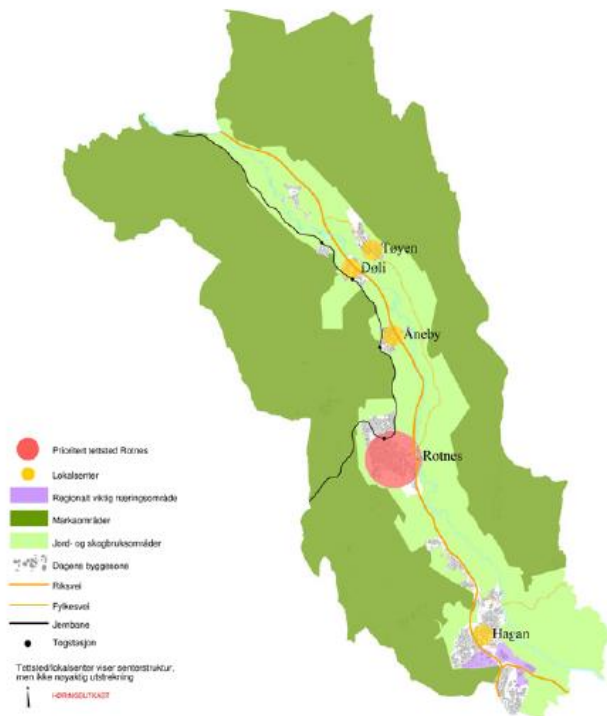 Tøyen
Døli
Åneby
Rotnes
Hagan
Prioritert tettsted Rotnes
Lokalsenter
Regionalt viktig næringsområde
Markaområder
Jord- og skogbruksområder
Dagens byggesone
Riksvei
Fylkesvei
Jernbane
Togstasjon
Tettsted/lokalsenter viser senterstruktur,
men ikke nøyaktig utstrekning
HØRINGSUTKAST